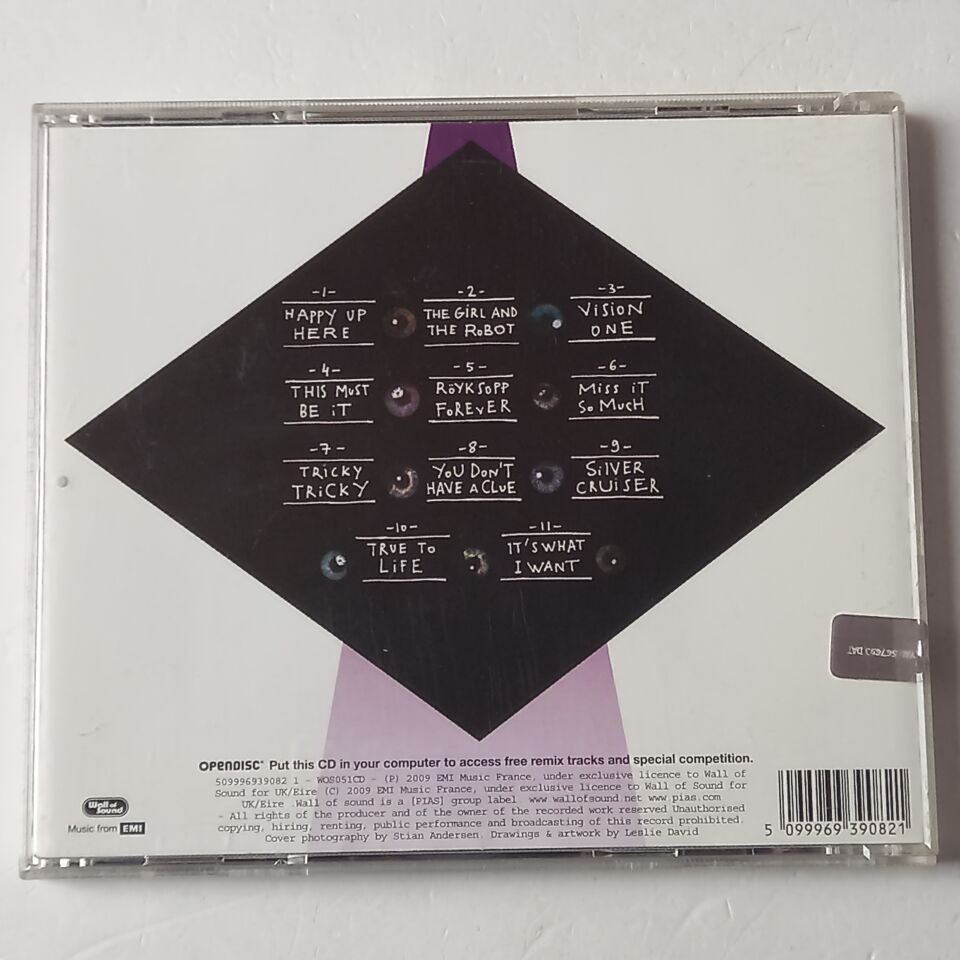 -1-
HAPPY UP
HERE
-2-
THE GiRL AND
THE ROBOT
-3-
ViSiON
ONE
-4-
THiS MUST
BE iT
-5-
RöYKSOPP
FOREVER
-6-
MiSS iT
SO MUCH
-7-
TRiCKY
TRiCKY
-8-
YOU DON'T
HAVE A CLUE
-9-
SiLVER
CRUiSER
-10-
TRUE TO
LiFE
-11-
IT'S WHAT
I WANT
OPENDISC Put this CD in your computer to access free remix tracks and special competition.
509996939082 1 - WOS051CD - (P) 2009 EMI Music France, under exclusive licence to Wall of
Sound for UK/Eire (C) 2009 EMI Music France, under exclusive licence to Wall of Sound for
UK/Eire .Wall of sound is a [PIAS] group label. www.wallofsound.net www.pias.com
- All rights of the producer and of the owner of the recorded work reserved Unauthorised
copying, hiring, renting, public performance and broadcasting of this record prohibited.
Cover photography by Stian Andersen. Drawings & artwork by Leslie David
Wall of
Sound
Music from EMI
5 099969 390821